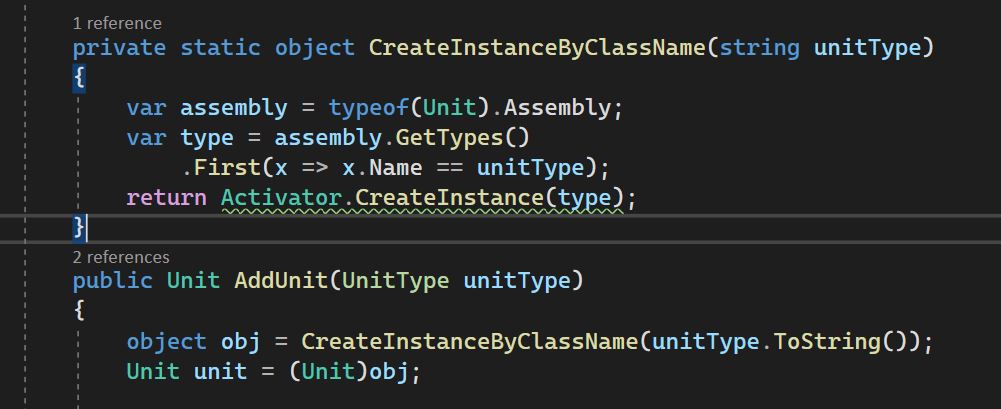 1 reference
private static object CreateInstanceByClassName(string unitType)
{
var assembly = typeof(Unit).Assembly;
var type = assembly.GetTypes()
.First(x => x.Name == unitType);
return Activator.CreateInstance(type);
}
2 references
public Unit AddUnit(UnitType unitType)
{
object obj = CreateInstanceByClassName(unitType.ToString());
Unit unit = (Unit)obj;